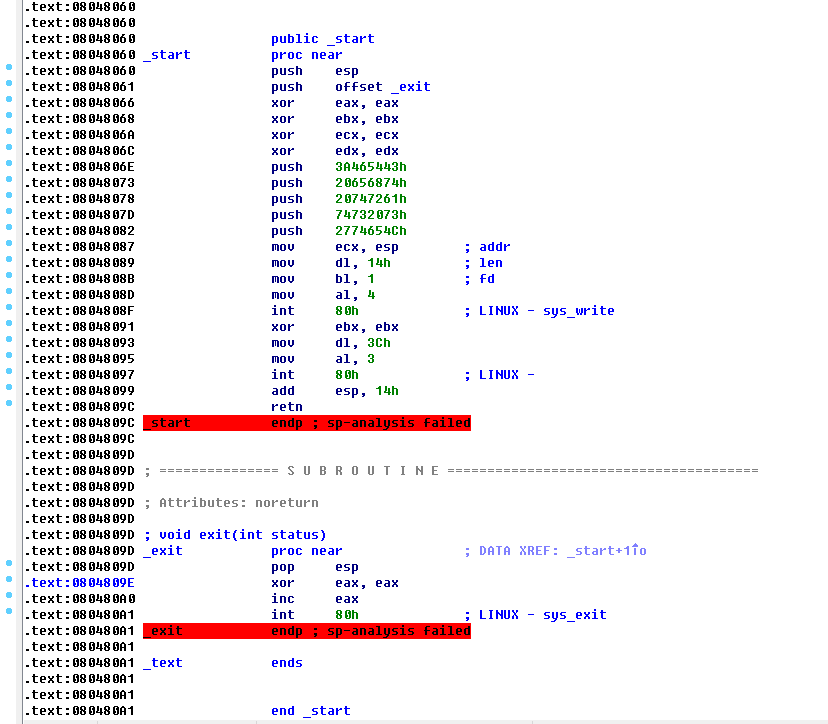 .text:08048060
.text:08048060
.text:08048060 public _start
.text:08048060 _start proc near
.text:08048060 push esp
.text:08048061 push offset _exit
.text:08048066 xor eax, eax
.text:08048068 xor ebx, ebx
.text:0804806A xor ecx, ecx
.text:0804806C xor edx, edx
.text:0804806E push 3A465443h
.text:08048073 push 20656874h
.text:08048078 push 20747261h
.text:0804807D push 74732073h
.text:08048082 push 2774654Ch
.text:08048087 mov ecx, esp ; addr
.text:08048089 mov dl, 14h ; len
.text:0804808B mov bl, 1 ; fd
.text:0804808D mov al, 4
.text:0804808F int 80h ; LINUX - sys_write
.text:08048091 xor ebx, ebx
.text:08048093 mov dl, 3Ch
.text:08048095 mov al, 3
.text:08048097 int 80h ; LINUX -
.text:08048099 add esp, 14h
.text:0804809C retn
.text:0804809C _start endp ; sp-analysis failed
.text:0804809C
.text:0804809D
.text:0804809D ; =============== S U B R O U T I N E =======================================
.text:0804809D
.text:0804809D ; Attributes: noreturn
.text:0804809D
.text:0804809D ; void exit(int status)
.text:0804809D _exit proc near ; DATA XREF: _start+1↑o
.text:0804809D pop esp
.text:0804809E xor eax, eax
.text:080480A0 inc eax
.text:080480A1 int 80h ; LINUX - sys_exit
.text:080480A1 _exit endp ; sp-analysis failed
.text:080480A1
.text:080480A1 _text ends
.text:080480A1
.text:080480A1
.text:080480A1 end _start